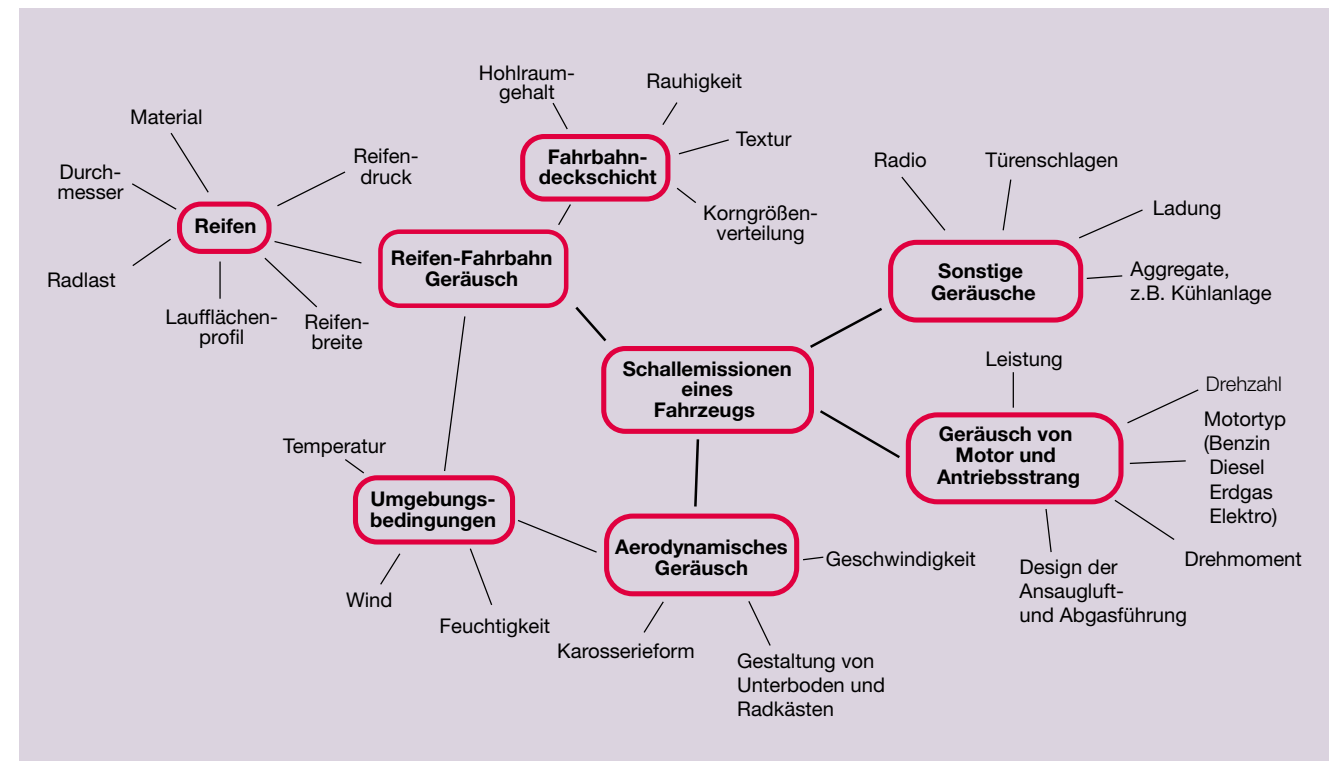 Hohlraum-
gehalt
Rauhigkeit
Textur
Korngrößen-
verteilung
Fahrbahn-
deckschicht
Material
Durch-
messer
Reifen-
druck
Reifen
Radlast
Laufflächen-
profil
Reifen-
breite
Reifen-Fahrbahn
Geräusch
Radio
Türenschlagen
Ladung
Aggregate,
z.B. Kühlanlage
Sonstige
Geräusche
Schallemissionen
eines
Fahrzeugs
Leistung
Drehzahl
Motortyp
(Benzin
Diesel
Erdgas
Elektro)
Geräusch von
Motor und
Antriebsstrang
Drehmoment
Design der
Ansaugluft-
und Abgasführung
Temperatur
Umgebungs-
bedingungen
Wind
Feuchtigkeit
Aerodynamisches
Geräusch
Geschwindigkeit
Karosserieform
Gestaltung von
Unterboden und
Radkästen